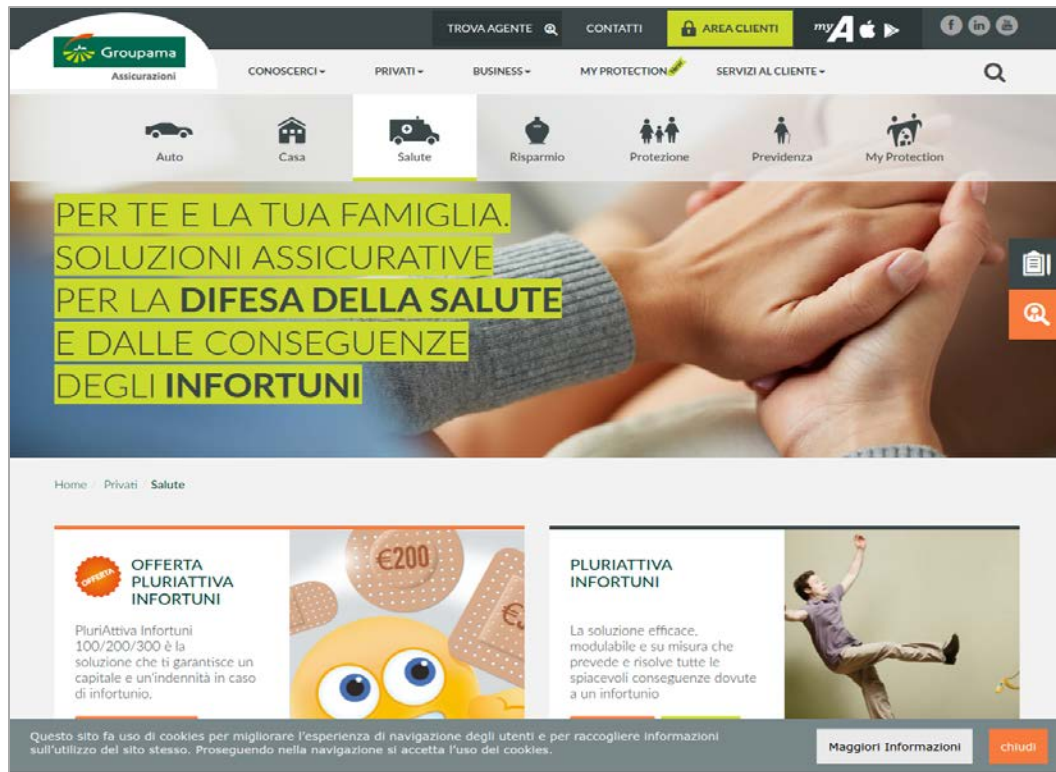 Groupama
Assicurazioni
TROVA AGENTE
CONTATTI
AREA CLIENTI
myA
CONOSCERCI
PRIVATI
BUSINESS
MY PROTECTION
SERVIZI AL CLIENTE
Auto
Casa
Salute
Risparmio
Protezione
Previdenza
My Protection
PER TE E LA TUA FAMIGLIA.
SOLUZIONI ASSICURATIVE
PER LA DIFESA DELLA SALUTE
E DALLE CONSEGUENZE
DEGLI INFORTUNI
Home / Privati / Salute
OFFERTA
OFFERTA
PLURIATTIVA
INFORTUNI
PluriAttiva Infortuni
100/200/300 è la
soluzione che ti garantisce un
capitale e un'indennità in caso
di infortunio.
€200
PLURIATTIVA
INFORTUNI
La soluzione efficace,
modulabile e su misura che
prevede e risolve tutte le
spiacevoli conseguenze dovute
a un infortunio
Questo sito fa uso di cookies per migliorare l'esperienza di navigazione degli utenti e per raccogliere informazioni
sull'utilizzo del sito stesso. Proseguendo nella navigazione si accetta l'uso dei cookies.
Maggiori Informazioni
chiudi